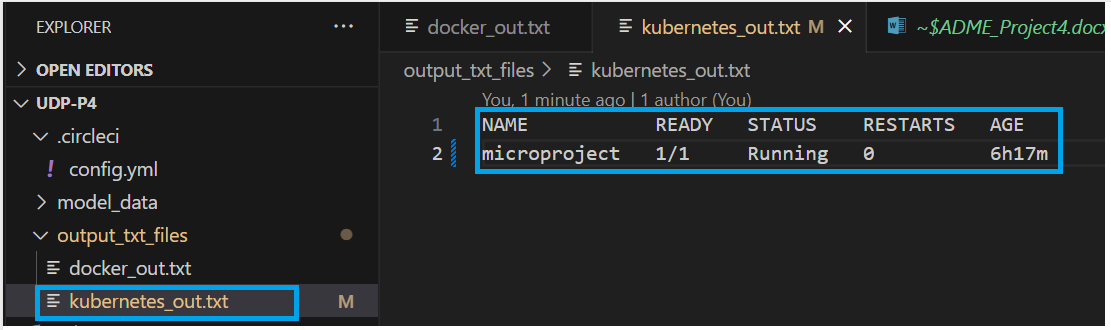 EXPLORER
OPEN EDITORS
UDP-P4
.circleci
! config.yml
model_data
output_txt_files
docker_out.txt
kubernetes_out.txt M
docker_out.txt
kubernetes_out.txt M
~$ADME_Project4.docx
output_txt_files > kubernetes_out.txt
You, 1 minute ago | 1 author (You)
1 NAME READY STATUS RESTARTS AGE
2 microproject 1/1 Running 0 6h17m